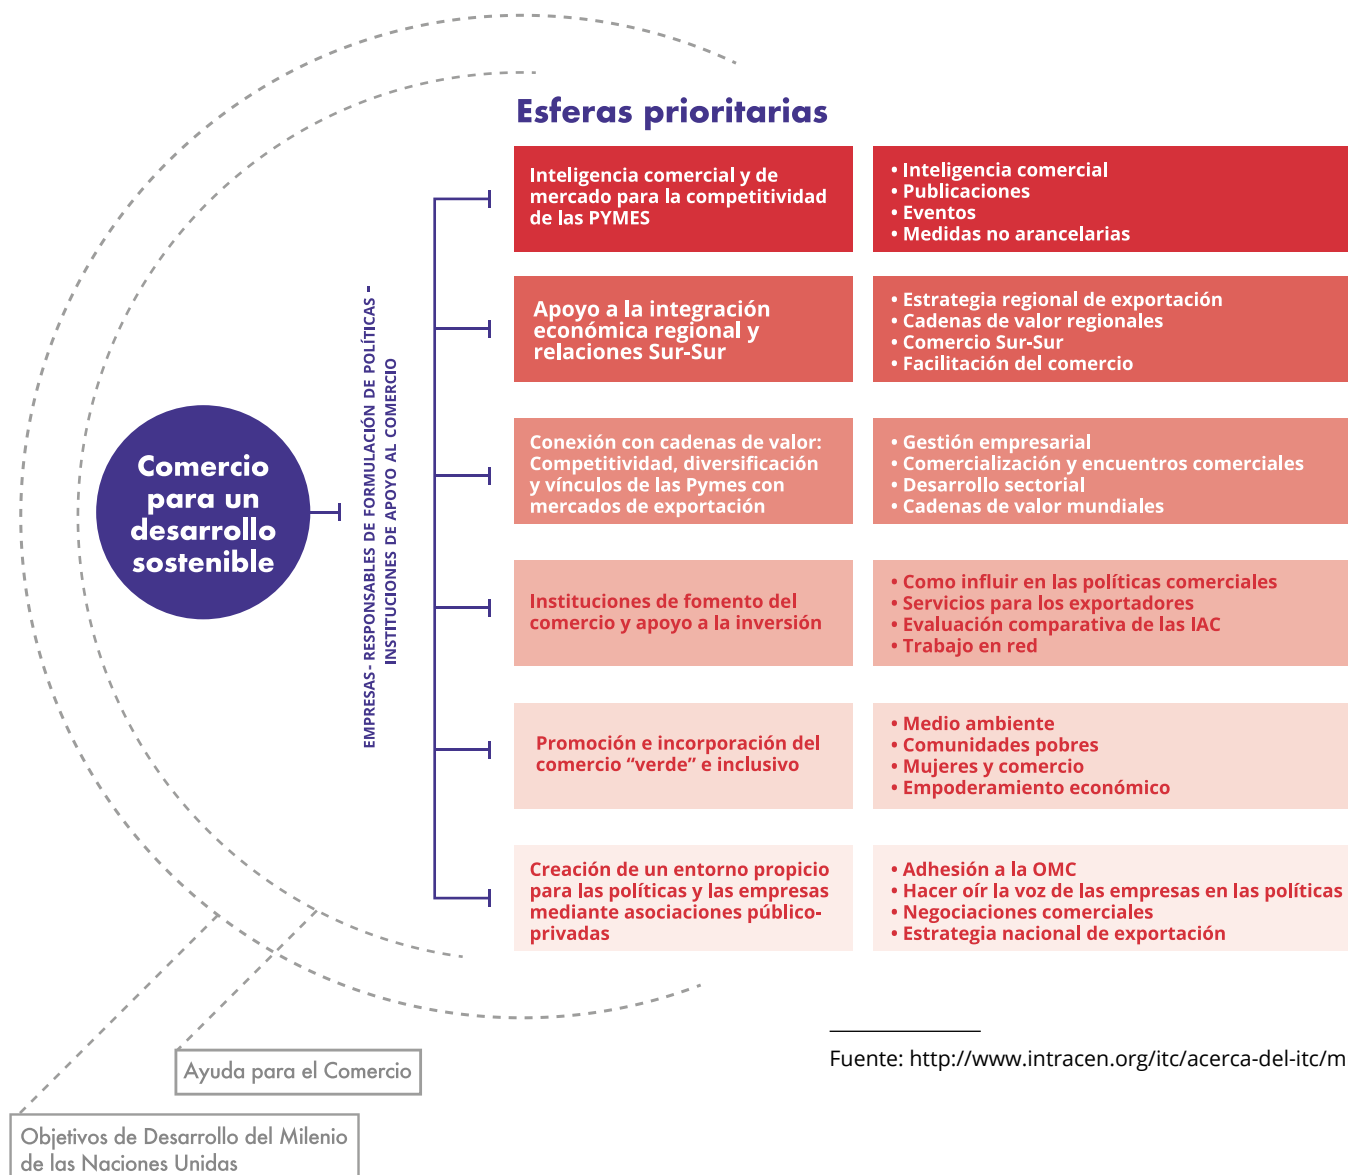 Esferas prioritarias
Comercio
para un
desarrollo
sostenible
EMPRESAS- RESPONSABLES DE FORMULACIÓN DE POLÍTICAS -
INSTITUCIONES DE APOYO AL COMERCIO
Inteligencia comercial y de
mercado para la competitividad
de las PYMES
• Inteligencia comercial
• Publicaciones
• Eventos
• Medidas no arancelarias
Apoyo a la integración
económica regional y
relaciones Sur-Sur
• Estrategia regional de exportación
• Cadenas de valor regionales
• Comercio Sur-Sur
• Facilitación del comercio
Conexión con cadenas de valor:
Competitividad, diversificación
y vínculos de las Pymes con
mercados de exportación
• Gestión empresarial
• Comercialización y encuentros comerciales
• Desarrollo sectorial
• Cadenas de valor mundiales
Instituciones de fomento del
comercio y apoyo a la inversión
• Como influir en las políticas comerciales
• Servicios para los exportadores
• Evaluación comparativa de las IAC
• Trabajo en red
Promoción e incorporación del
comercio “verde” e inclusivo
• Medio ambiente
• Comunidades pobres
• Mujeres y comercio
• Empoderamiento económico
Creación de un entorno propicio
para las políticas y las empresas
mediante asociaciones público-
privadas
• Adhesión a la OMC
• Hacer oír la voz de las empresas en las políticas
• Negociaciones comerciales
• Estrategia nacional de exportación
Fuente: http://www.intracen.org/itc/acerca-del-itc/m
Ayuda para el Comercio
Objetivos de Desarrollo del Milenio
de las Naciones Unidas